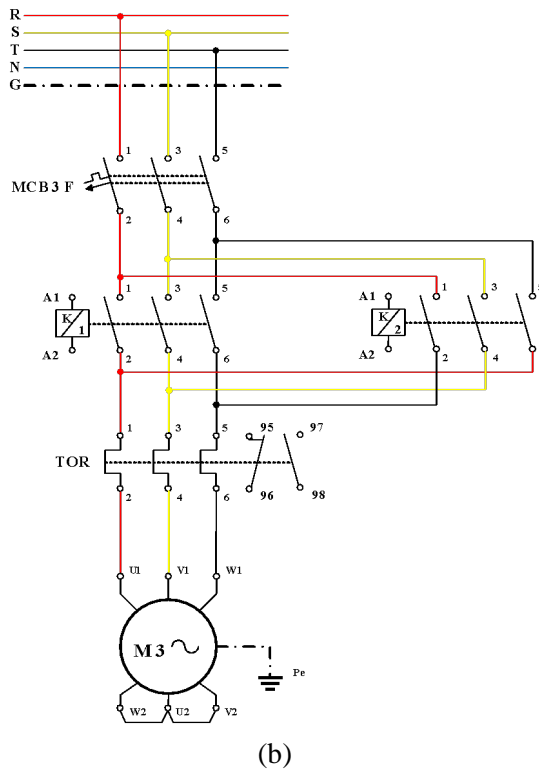 R
S
T
N
G
1 3 5
MCB 3 F
2 4 6
A1 1 3 5 A1 1 3
K 1 K 2
A2 2 4 6 A2 2 4
1 3 5 95 97
TOR
2 4 6 96 98
U1 V1 W1
M 3
Pe
W2 U2 V2
(b)